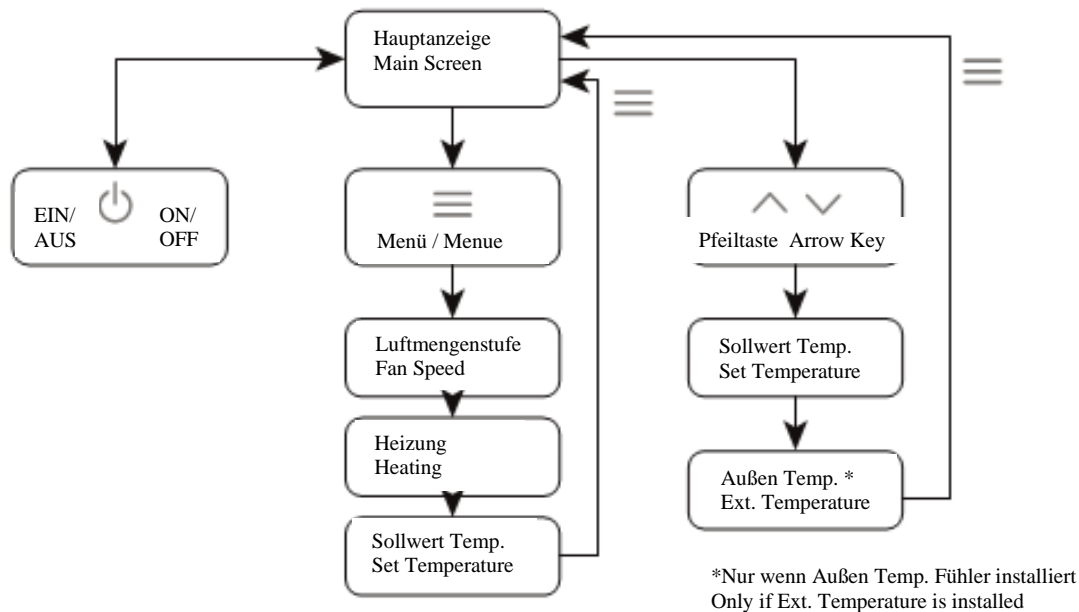 Hauptanzeige
Main Screen
EIN/ ON/
AUS OFF
Menü / Menue
Pfeiltaste Arrow Key
Luftmengenstufe
Fan Speed
Heizung
Heating
Sollwert Temp.
Set Temperature
Sollwert Temp.
Set Temperature
Außen Temp. *
Ext. Temperature
*Nur wenn Außen Temp. Fühler installiert
Only if Ext. Temperature is installed